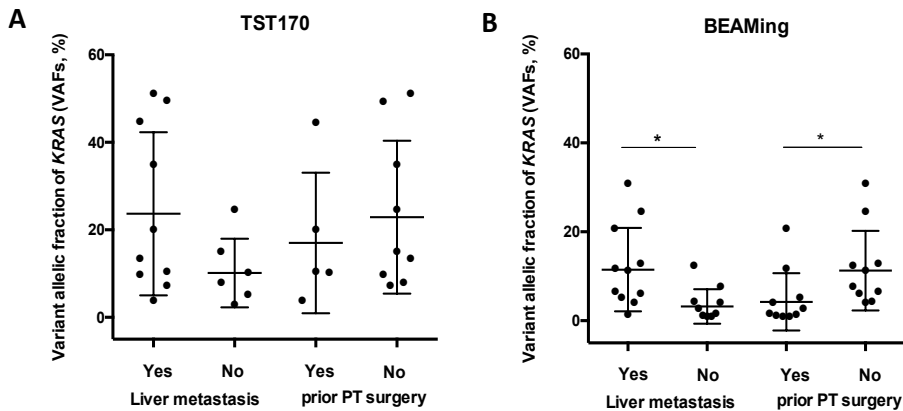 A
TST170
Variant allelic fraction of KRAS (VAFs, %)
60
40
20
0
Yes No Yes No
Liver metastasis prior PT surgery
B
BEAMing
Variant allelic fraction of KRAS (VAFs, %)
60
40
20
0
* *
Yes No Yes No
Liver metastasis prior PT surgery